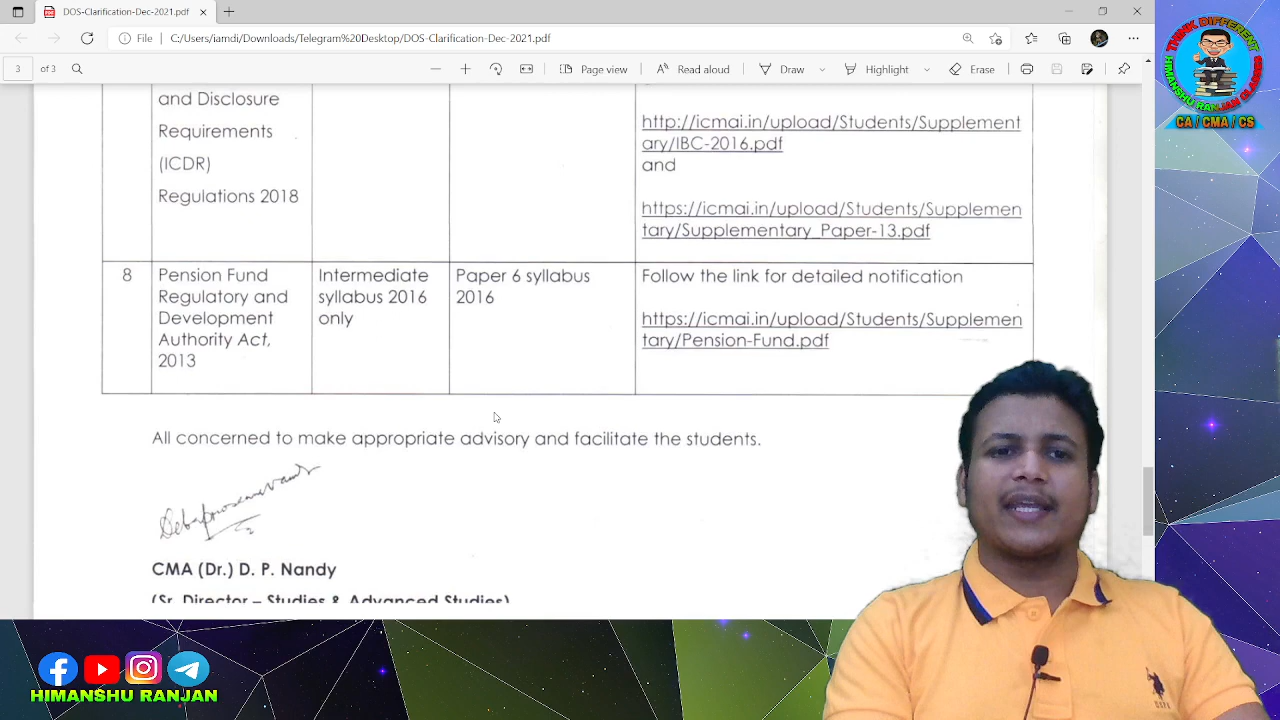 DOS-Clarification-Dec-2021.pdf
File C:/Users/iamdi/Downloads/Telegram%20Desktop/DOS-Clarification-Dec-2021.pdf
3 of 3 Page view Read aloud Draw Highlight Erase
and Disclosure
Requirements
(ICDR)
Regulations 2018
http://icmai.in/upload/Students/Supplement
ary/IBC-2016.pdf
and
https://icmai.in/upload/Students/Supplemen
tary/Supplementary_Paper-13.pdf
8
Pension Fund
Regulatory and
Development
Authority Act,
2013
Intermediate
syllabus 2016
only
Paper 6 syllabus
2016
Follow the link for detailed notification
https://icmai.in/upload/Students/Supplemen
tary/Pension-Fund.pdf
All concerned to make appropriate advisory and facilitate the students.
CMA (Dr.) D. P. Nandy
(Sr. Director – Studies & Advanced Studies)
THINK DIFFERENT
HIMANSHU RANJAN CLASSES
CA / CMA / CS
HIMANSHU RANJAN